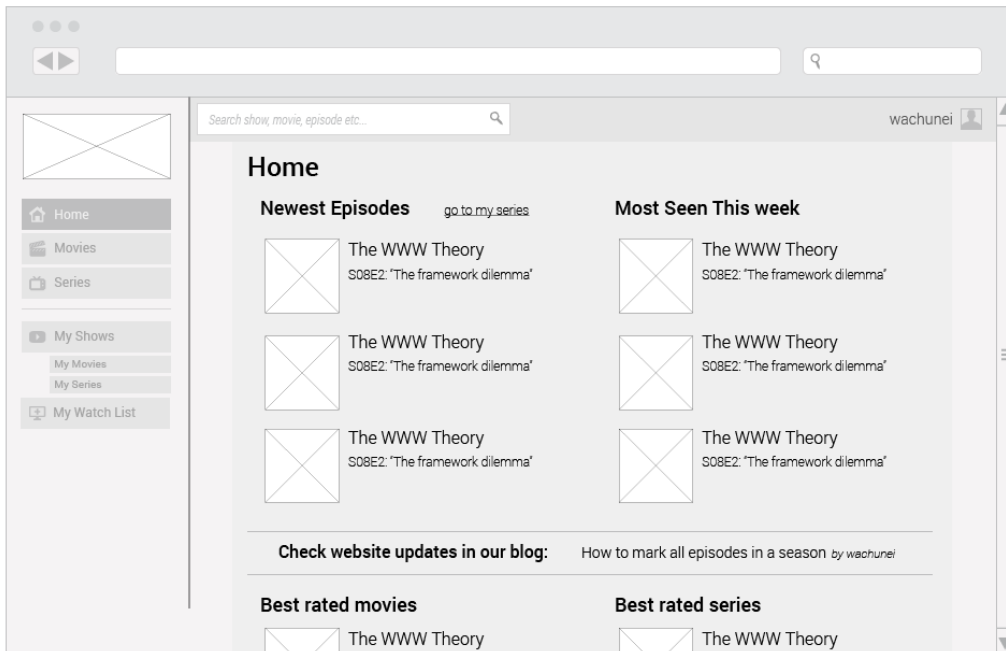 Search show, movie, episode etc...
wachunei
Home
Movies
Series
My Shows
My Movies
My Series
My Watch List
Home
Newest Episodes
go to my series
The WWW Theory
S08E2: "The framework dilemma"
The WWW Theory
S08E2: "The framework dilemma"
The WWW Theory
S08E2: "The framework dilemma"
Most Seen This week
The WWW Theory
S08E2: "The framework dilemma"
The WWW Theory
S08E2: "The framework dilemma"
The WWW Theory
S08E2: "The framework dilemma"
Check website updates in our blog:
How to mark all episodes in a season by wachunei
Best rated movies
The WWW Theory
Best rated series
The WWW Theory